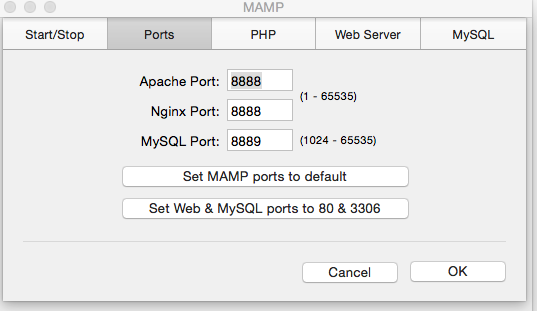 MAMP
Start/Stop Ports PHP Web Server MySQL
Apache Port: 8888
(1 - 65535)
Nginx Port: 8888
MySQL Port: 8889 (1024 - 65535)
Set MAMP ports to default
Set Web & MySQL ports to 80 & 3306
Cancel OK